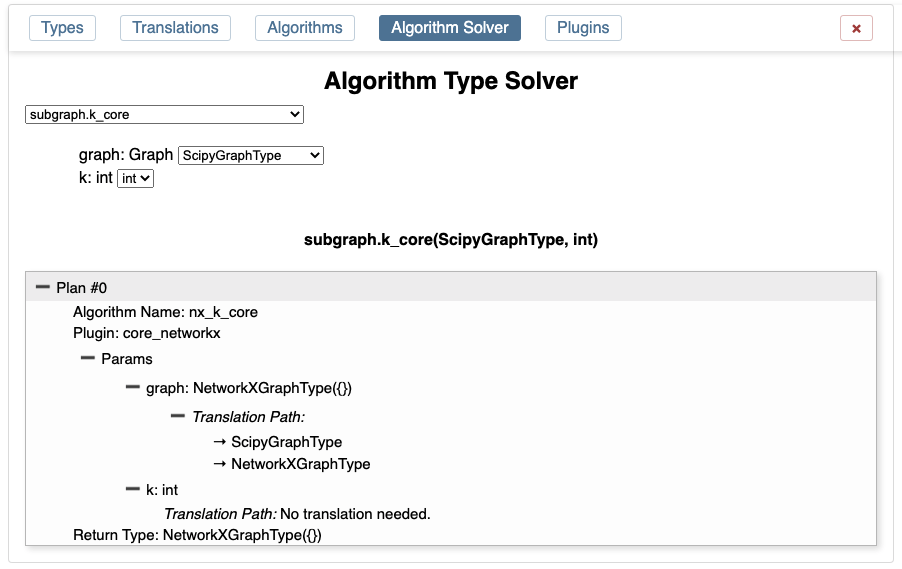 Types Translations Algorithms Algorithm Solver Plugins ×
Algorithm Type Solver
subgraph.k_core
graph: Graph ScipyGraphType
k: int int
subgraph.k_core(ScipyGraphType, int)
Plan #0
Algorithm Name: nx_k_core
Plugin: core_networkx
Params
graph: NetworkXGraphType({})
Translation Path:
→ ScipyGraphType
→ NetworkXGraphType
k: int
Translation Path: No translation needed.
Return Type: NetworkXGraphType({})